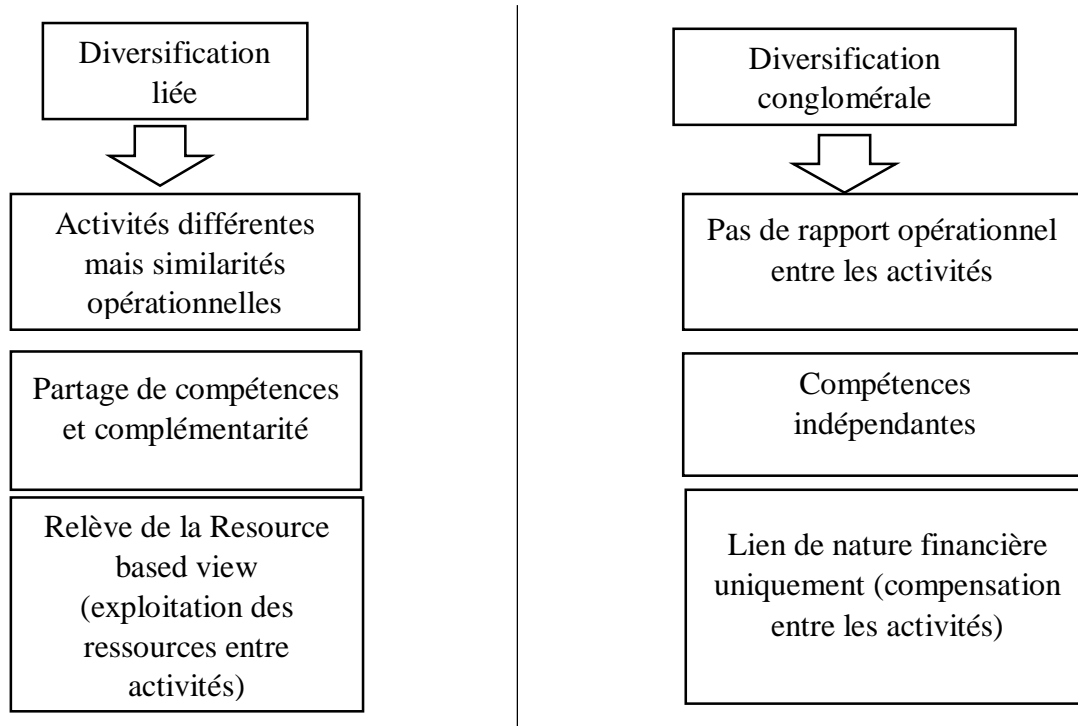 Diversification
liée
Activités différentes
mais similarités
opérationnelles
Partage de compétences
et complémentarité
Relève de la Resource
based view
(exploitation des
ressources entre
activités)
Diversification
conglomérale
Pas de rapport opérationnel
entre les activités
Compétences
indépendantes
Lien de nature financière
uniquement (compensation
entre les activités)